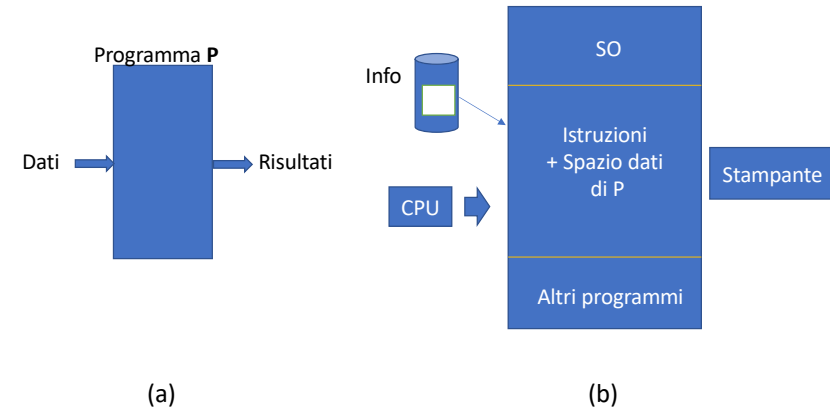 Programma P
Dati
Risultati
(a)
Info
CPU
SO
Istruzioni
+ Spazio dati
di P
Altri programmi
Stampante
(b)